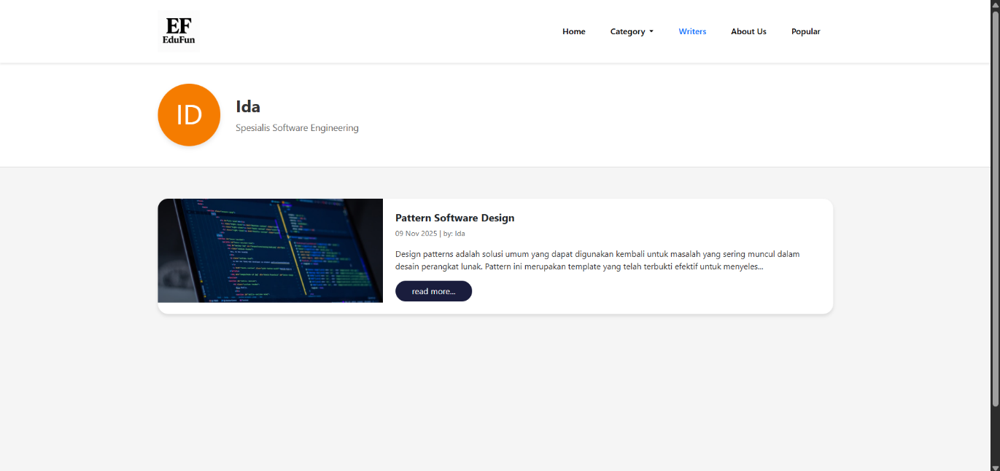 EF
EduFun
Home
Category
Writers
About Us
Popular
ID
Ida
Spesialis Software Engineering
Pattern Software Design
09 Nov 2025 | by: Ida
Design patterns adalah solusi umum yang dapat digunakan kembali untuk masalah yang sering muncul dalam
desain perangkat lunak. Pattern ini merupakan template yang telah terbukti efektif untuk menyeles...
read more...